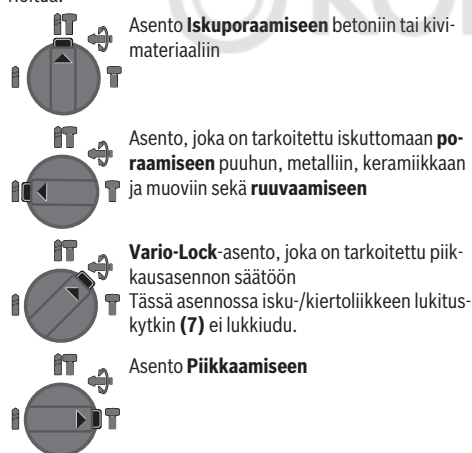 Asento Iskuporaamiseen betoniin tai kivi-
materiaaliin
Asento, joka on tarkoitettu iskuttomaan po-
raamiseen puuhun, metalliin, keramiikkaan
ja muoviin sekä ruuvaamiseen
Vario-Lock-asento, joka on tarkoitettu piik-
kausasennon säätöön
Tässä asennossa isku-/kiertoliikkeen lukitus-
kytkin (7) ei lukkiudu.
Asento Piikkaamiseen